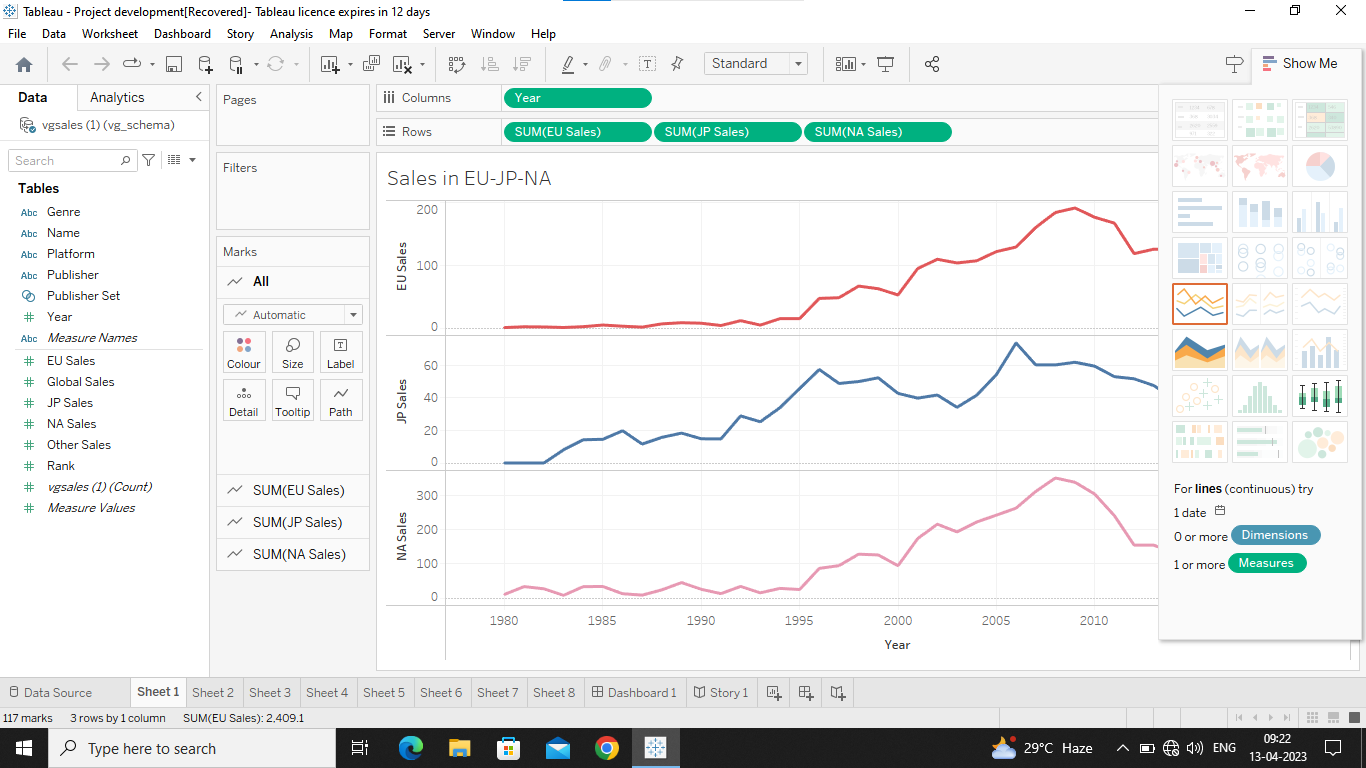 Tableau - Project development[Recovered]- Tableau licence expires in 12 days
File Data Worksheet Dashboard Story Analysis Map Format Server Window Help
Standard
Show Me
Data Analytics
vgsales (1) (vg_schema)
Search
Tables
Abc Genre
Abc Name
Abc Platform
Abc Publisher
Publisher Set
# Year
Abc Measure Names
# EU Sales
# Global Sales
# JP Sales
# NA Sales
# Other Sales
# Rank
# vgsales (1) (Count)
# Measure Values
Pages
Filters
Marks
All
Automatic
Colour Size Label
Detail Tooltip Path
SUM(EU Sales)
SUM(JP Sales)
SUM(NA Sales)
Columns Year
Rows SUM(EU Sales) SUM(JP Sales) SUM(NA Sales)
Sales in EU-JP-NA
EU Sales
200
100
0
JP Sales
60
40
20
0
NA Sales
300
200
100
0
1980 1985 1990 1995 2000 2005 2010
Year
For lines (continuous) try
1 date
0 or more Dimensions
1 or more Measures
Data Source Sheet 1 Sheet 2 Sheet 3 Sheet 4 Sheet 5 Sheet 6 Sheet 7 Sheet 8 Dashboard 1 Story 1
117 marks 3 rows by 1 column SUM(EU Sales): 2,409.1
Type here to search
29°C Haze
ENG
09:22
13-04-2023